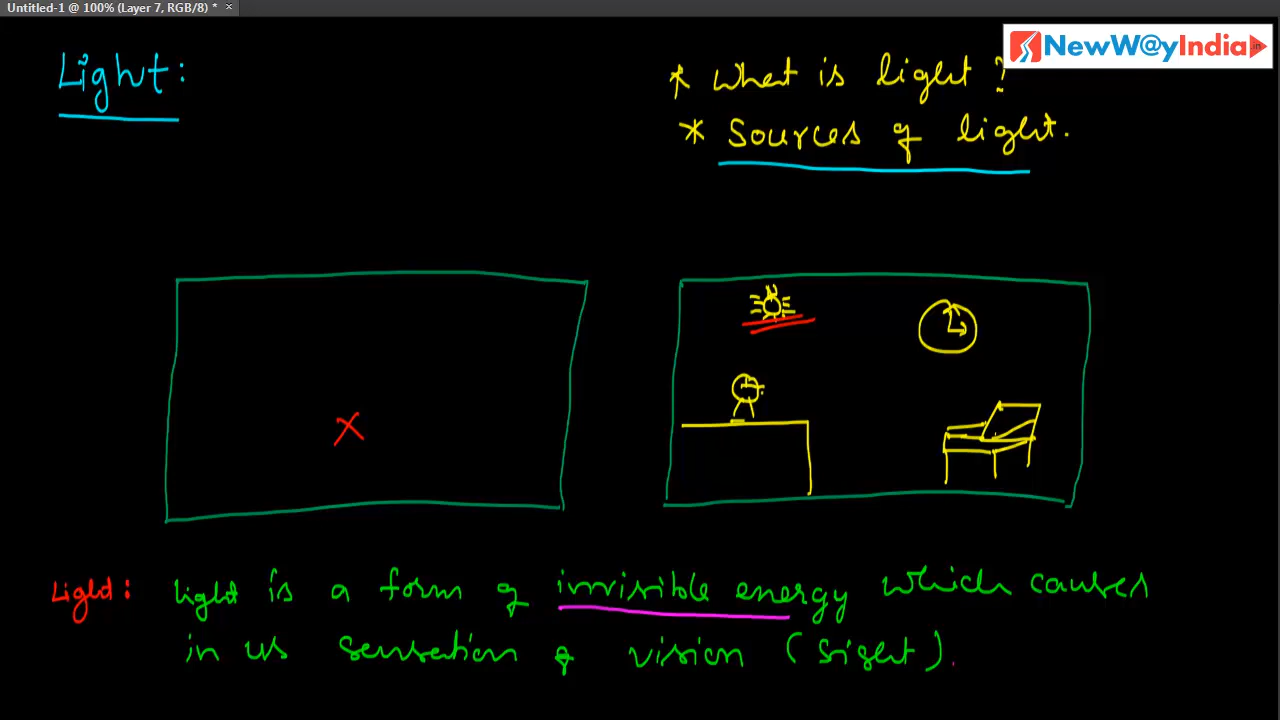 Untitled-1 @ 100% (Layer 7, RGB/8) * ×
NewW@yIndia.in
Light:
* What is light ?
* Sources of light.
Light: light is a form of invisible energy which causes
in us sensation of vision (sight).